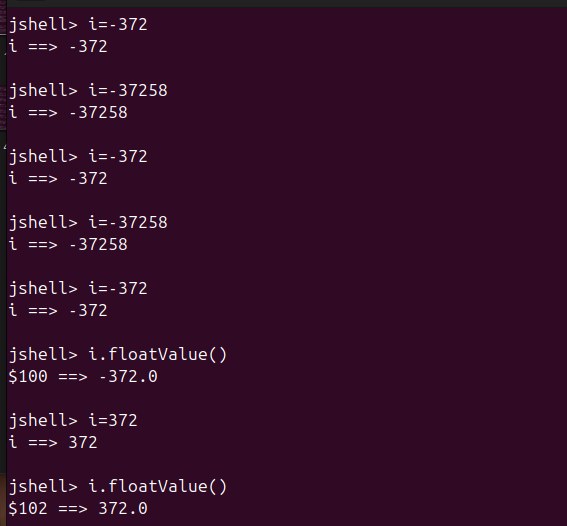 jshell> i=-372
i ==> -372
jshell> i=-37258
i ==> -37258
jshell> i=-372
i ==> -372
jshell> i=-37258
i ==> -37258
jshell> i=-372
i ==> -372
jshell> i.floatValue()
$100 ==> -372.0
jshell> i=372
i ==> 372
jshell> i.floatValue()
$102 ==> 372.0